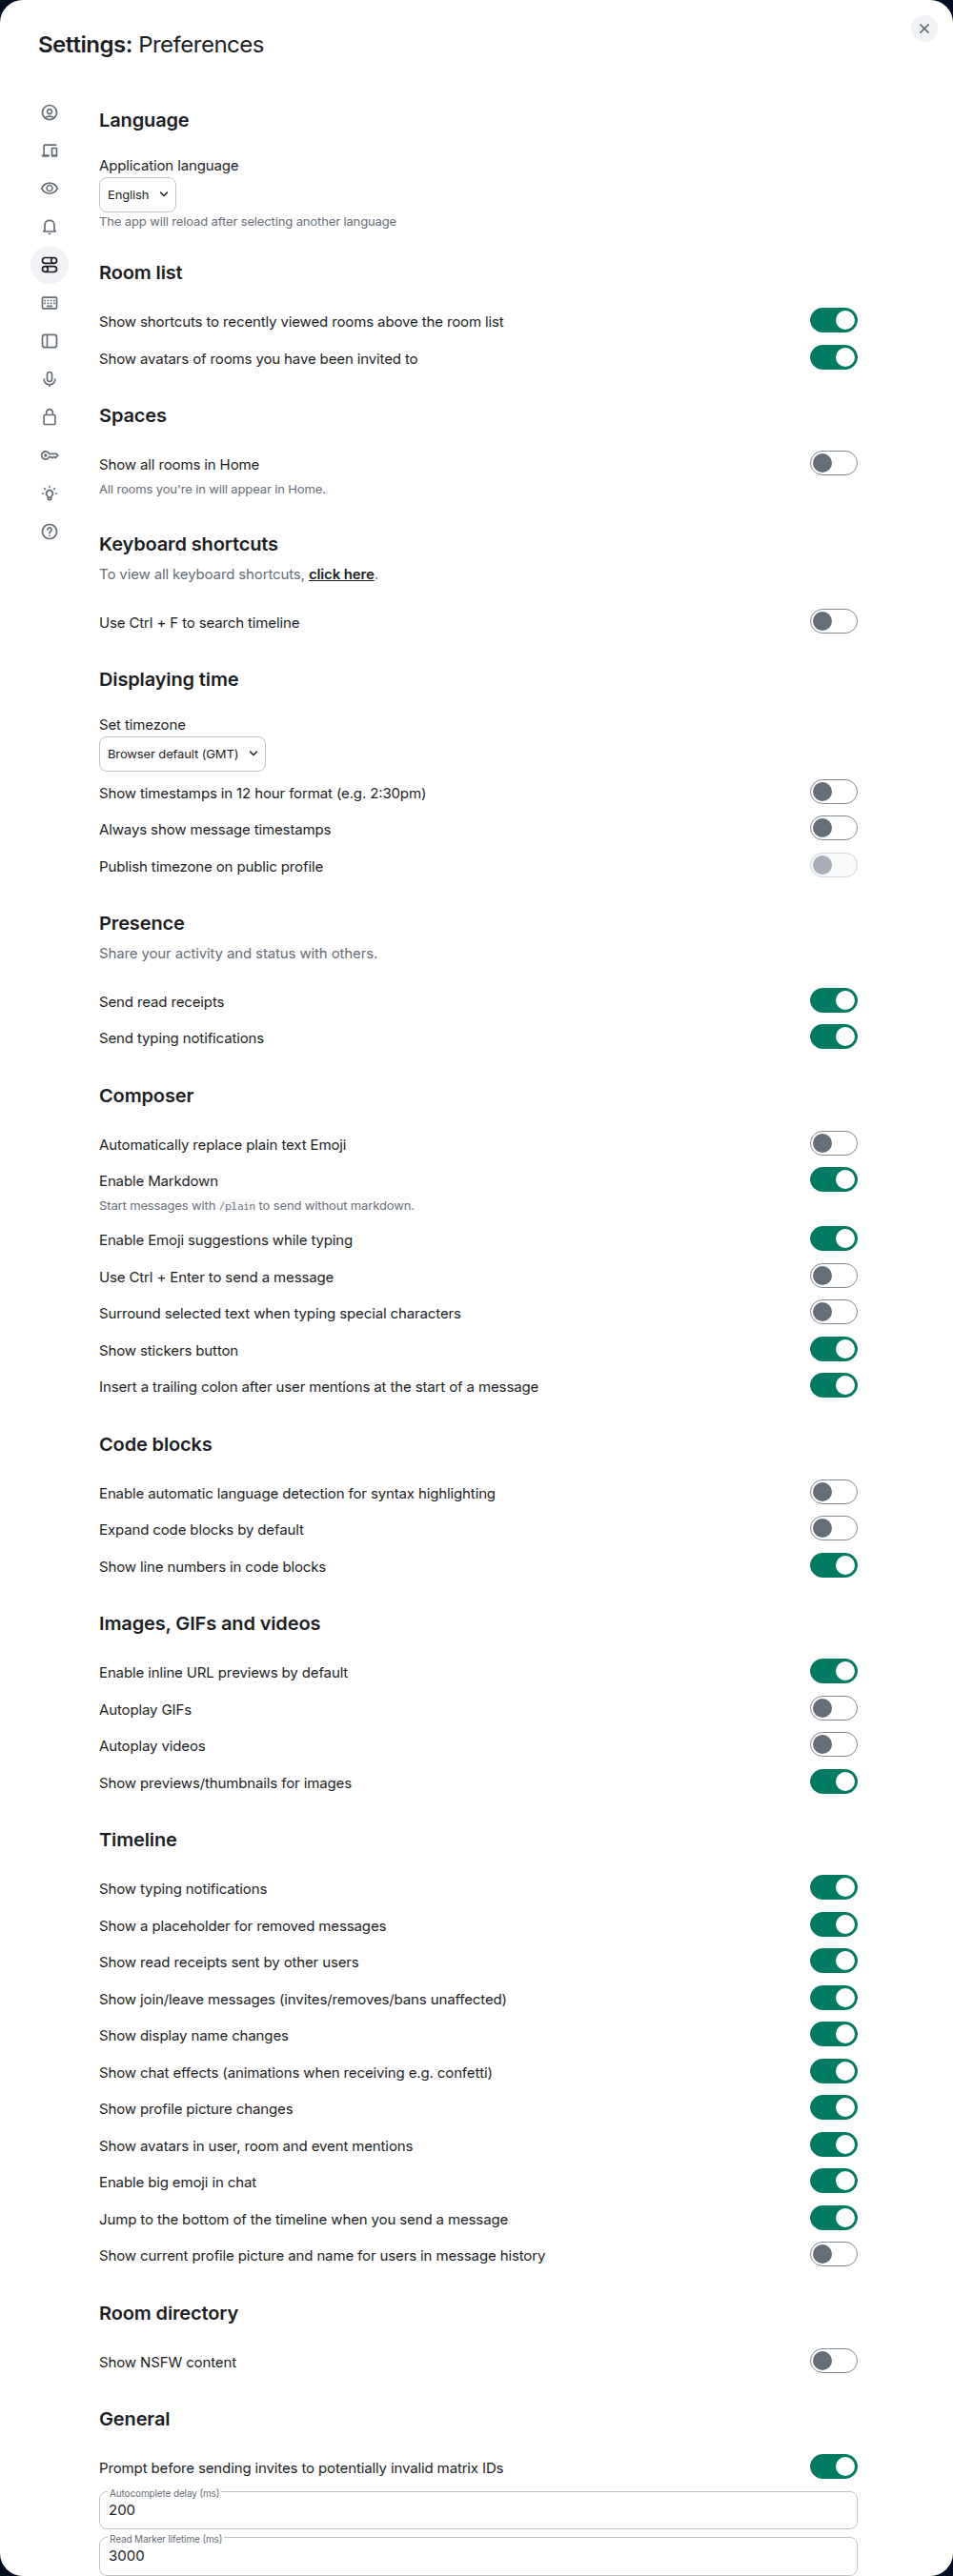 Settings: Preferences
Language
Application language
English
The app will reload after selecting another language
Room list
Show shortcuts to recently viewed rooms above the room list
Show avatars of rooms you have been invited to
Spaces
Show all rooms in Home
All rooms you're in will appear in Home.
Keyboard shortcuts
To view all keyboard shortcuts, click here.
Use Ctrl + F to search timeline
Displaying time
Set timezone
Browser default (GMT)
Show timestamps in 12 hour format (e.g. 2:30pm)
Always show message timestamps
Publish timezone on public profile
Presence
Share your activity and status with others.
Send read receipts
Send typing notifications
Composer
Automatically replace plain text Emoji
Enable Markdown
Start messages with /plain to send without markdown.
Enable Emoji suggestions while typing
Use Ctrl + Enter to send a message
Surround selected text when typing special characters
Show stickers button
Insert a trailing colon after user mentions at the start of a message
Code blocks
Enable automatic language detection for syntax highlighting
Expand code blocks by default
Show line numbers in code blocks
Images, GIFs and videos
Enable inline URL previews by default
Autoplay GIFs
Autoplay videos
Show previews/thumbnails for images
Timeline
Show typing notifications
Show a placeholder for removed messages
Show read receipts sent by other users
Show join/leave messages (invites/removes/bans unaffected)
Show display name changes
Show chat effects (animations when receiving e.g. confetti)
Show profile picture changes
Show avatars in user, room and event mentions
Enable big emoji in chat
Jump to the bottom of the timeline when you send a message
Show current profile picture and name for users in message history
Room directory
Show NSFW content
General
Prompt before sending invites to potentially invalid matrix IDs
Autocomplete delay (ms)
200
Read Marker lifetime (ms)
3000